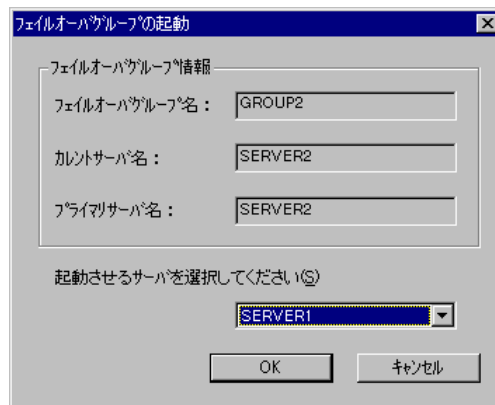 ﾌｪｲﾙｵｰﾊﾞｸﾞﾙｰﾌﾟの起動
ﾌｪｲﾙｵｰﾊﾞｸﾞﾙｰﾌﾟ情報
ﾌｪｲﾙｵｰﾊﾞｸﾞﾙｰﾌﾟ名：
GROUP2
ｶﾚﾝﾄｻｰﾊﾞ名：
SERVER2
ﾌﾟﾗｲﾏﾘｻｰﾊﾞ名：
SERVER2
起動させるｻｰﾊﾞを選択してください(S)
SERVER1
OK
ｷｬﾝｾﾙ